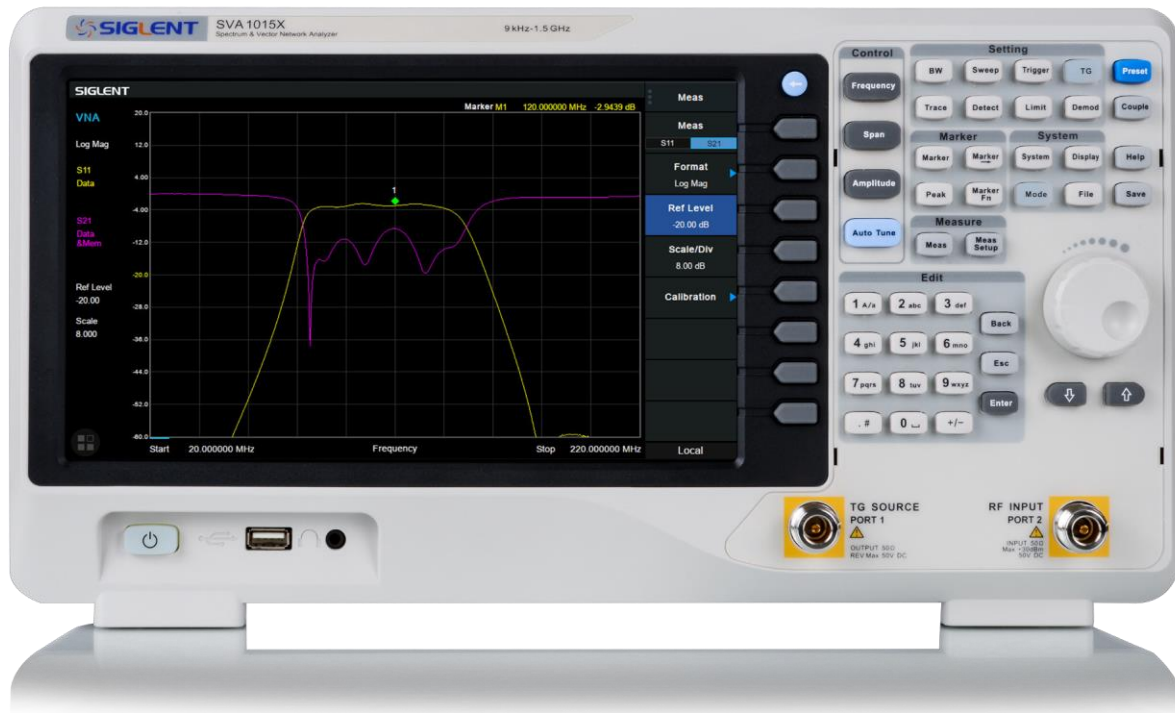 SIGLENT
SVA1015X
Spectrum & Vector Network Analyzer
9 kHz-1.5 GHz
SIGLENT
VNA
Log Mag
S11
Data
S21
Data
&Mem
Ref Level
-20.00
Scale
8.000
Marker M1 120.000000 MHz -2.9439 dB
20.0
12.0
4.00
-4.00
-12.0
-20.0
-28.0
-36.0
-44.0
-52.0
-60.0
1
Start 20.000000 MHz Frequency Stop 220.000000 MHz
Meas
Meas
S11 S21
Format
Log Mag
Ref Level
-20.00 dB
Scale/Div
8.00 dB
Calibration
Local
Control
Frequency
Span
Amplitude
Auto Tune
Setting
BW Sweep Trigger TG Preset
Trace Detect Limit Demod Couple
Marker System
Marker Marker System Display Help
Peak Marker Fn Mode File Save
Measure
Meas Meas Setup
Edit
1 A/a 2 abc 3 def
Back
4 ghi 5 jkl 6 mno
Esc
7 pqrs 8 tuv 9 wxyz
Enter
. # 0 +/−
TG SOURCE
PORT 1
OUTPUT 50Ω
REV Max 50V DC
RF INPUT
PORT 2
INPUT 50Ω
Max +30dBm
50V DC